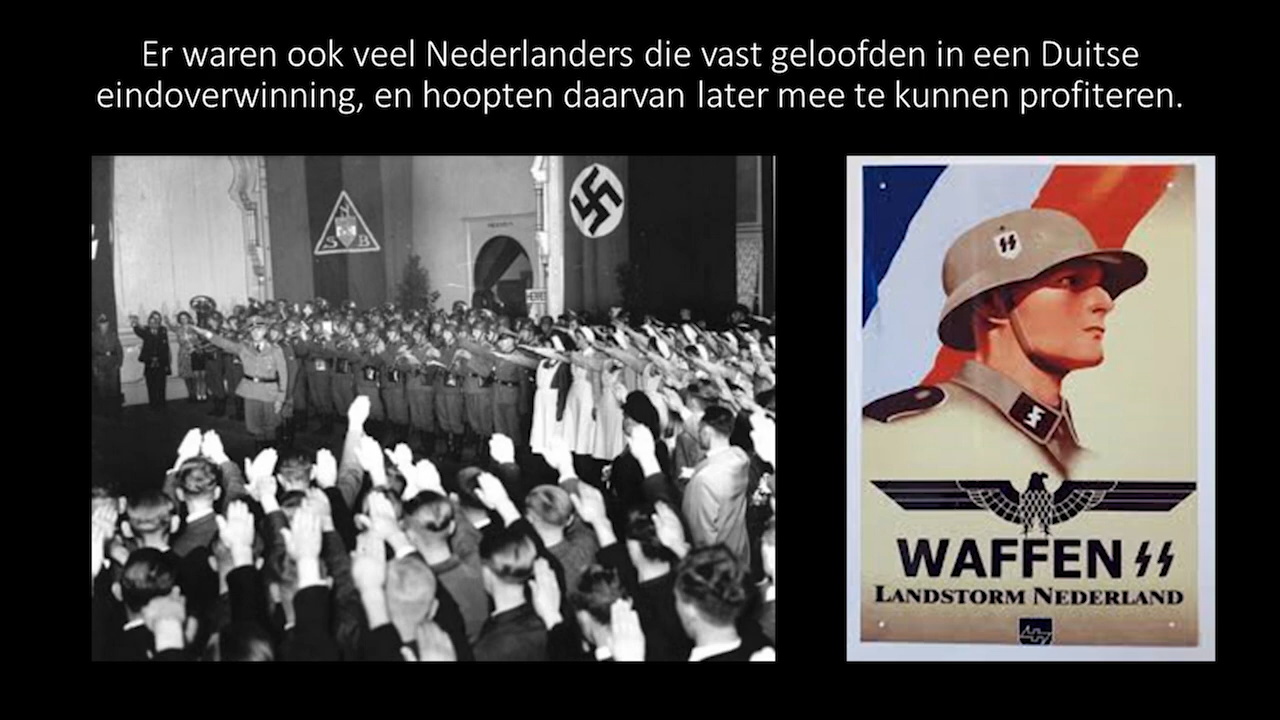 Er waren ook veel Nederlanders die vast geloofden in een Duitse
eindoverwinning, en hoopten daarvan later mee te kunnen profiteren.
N
S B
WAFFEN SS
LANDSTORM NEDERLAND